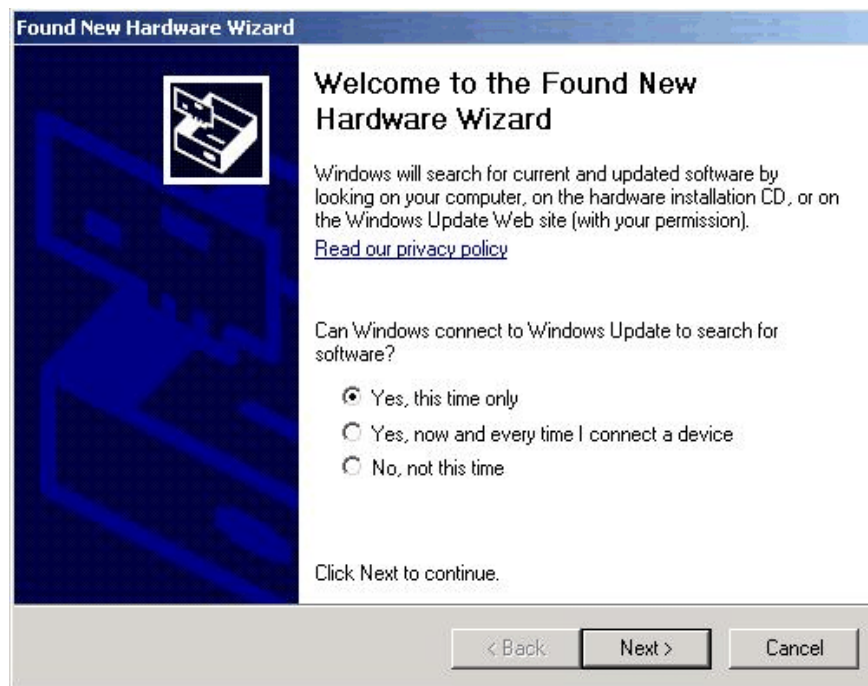 Found New Hardware Wizard
Welcome to the Found New
Hardware Wizard
Windows will search for current and updated software by
looking on your computer, on the hardware installation CD, or on
the Windows Update Web site (with your permission).
Read our privacy policy
Can Windows connect to Windows Update to search for
software?
Yes, this time only
Yes, now and every time I connect a device
No, not this time
Click Next to continue.
< Back Next > Cancel